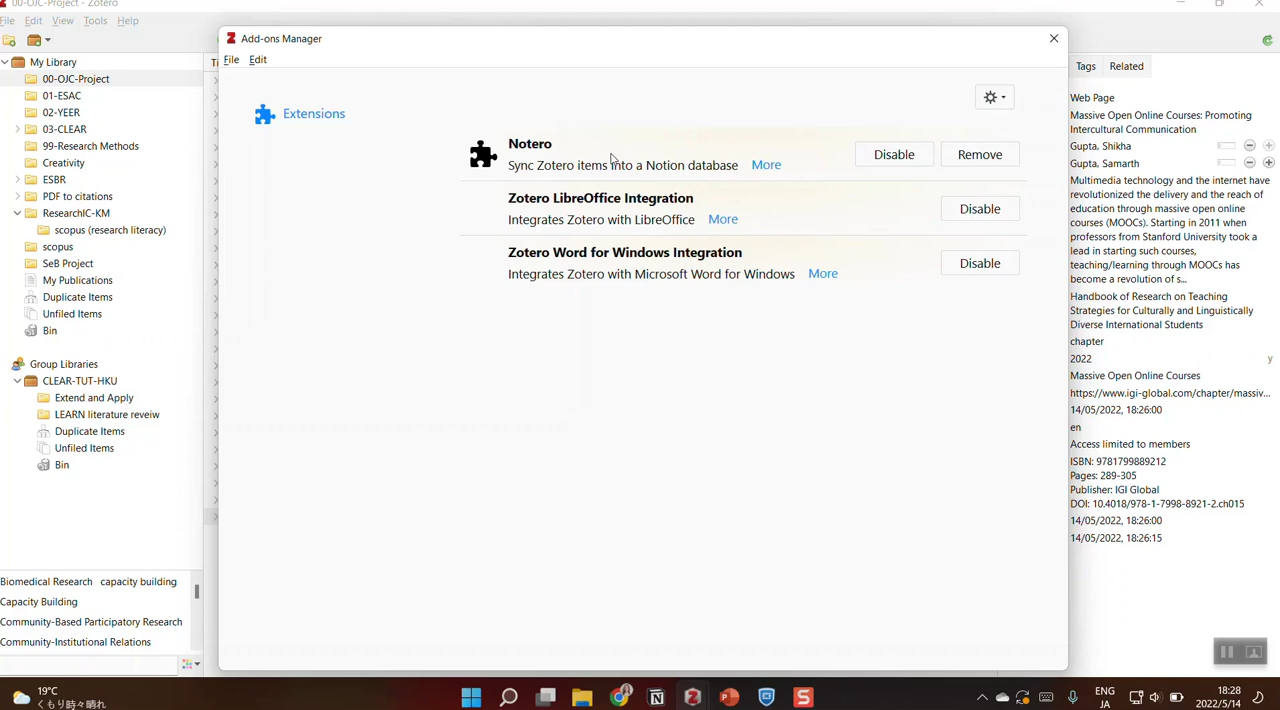 00-OJC-Project - Zotero
File Edit View Tools Help
My Library
00-OJC-Project
01-ESAC
02-YEER
03-CLEAR
99-Research Methods
Creativity
ESBR
PDF to citations
ResearchIC-KM
scopus (research literacy)
scopus
SeB Project
My Publications
Duplicate Items
Unfiled Items
Bin
Group Libraries
CLEAR-TUT-HKU
Extend and Apply
LEARN literature reveiw
Duplicate Items
Unfiled Items
Bin
Biomedical Research capacity building
Capacity Building
Community-Based Participatory Research
Community-Institutional Relations
Ti
Add-ons Manager
File Edit
Extensions
Notero
Sync Zotero items into a Notion database More
Disable Remove
Zotero LibreOffice Integration
Integrates Zotero with LibreOffice More
Disable
Zotero Word for Windows Integration
Integrates Zotero with Microsoft Word for Windows More
Disable
Tags Related
Web Page
Massive Open Online Courses: Promoting
Intercultural Communication
Gupta, Shikha
Gupta, Samarth
Multimedia technology and the internet have
revolutionized the delivery and the reach of
education through massive open online
courses (MOOCs). Starting in 2011 when
professors from Stanford University took a
lead in starting such courses,
teaching/learning through MOOCs has
become a revolution of s...
Handbook of Research on Teaching
Strategies for Culturally and Linguistically
Diverse International Students
chapter
2022 y
Massive Open Online Courses
https://www.igi-global.com/chapter/massiv...
14/05/2022, 18:26:00
en
Access limited to members
ISBN: 9781799889212
Pages: 289-305
Publisher: IGI Global
DOI: 10.4018/978-1-7998-8921-2.ch015
14/05/2022, 18:26:00
14/05/2022, 18:26:15
19°C
くもり時々晴れ
ENG
JA
18:28
2022/5/14